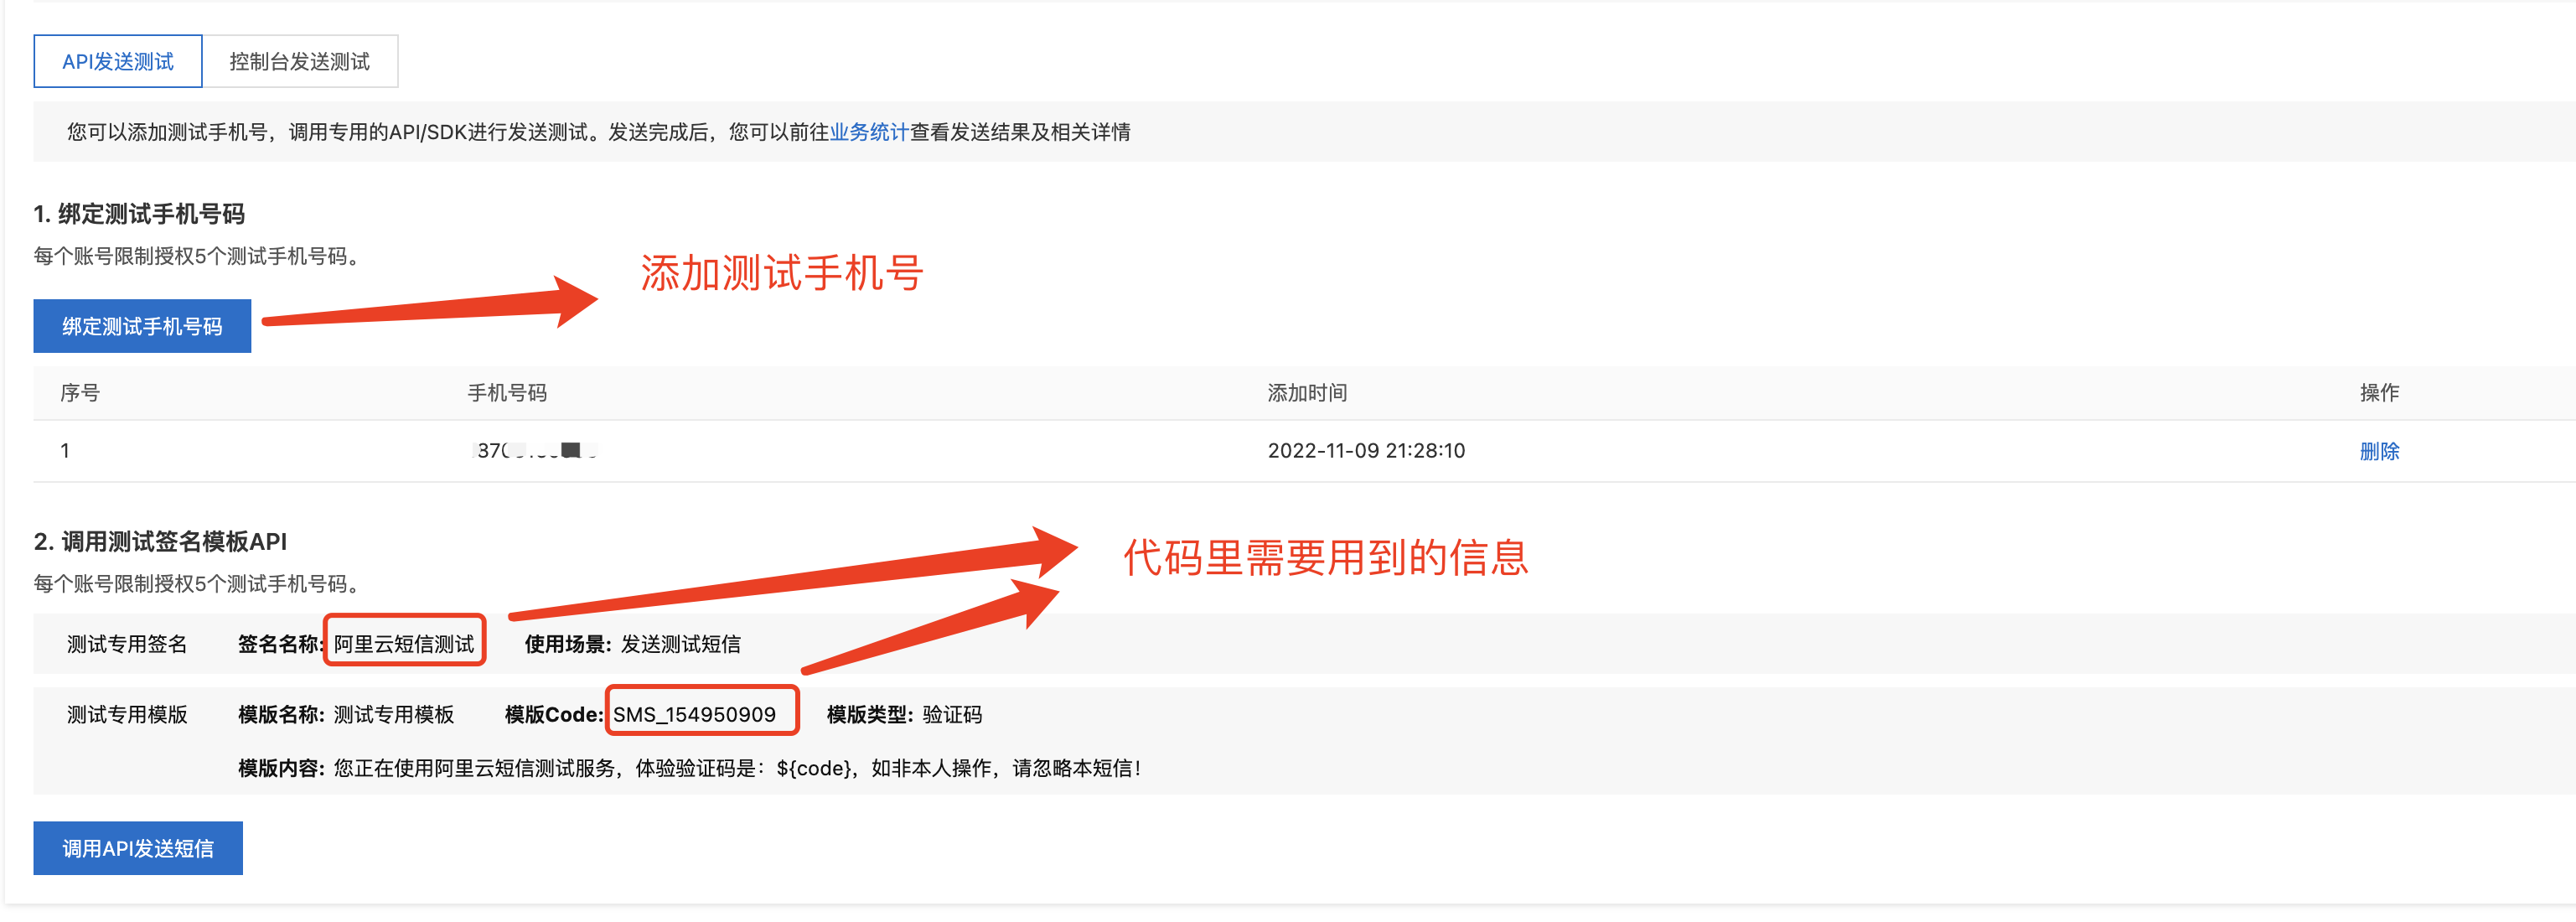 API发送测试 控制台发送测试
您可以添加测试手机号，调用专用的API/SDK进行发送测试。发送完成后，您可以前往业务统计查看发送结果及相关详情
1. 绑定测试手机号码
每个账号限制授权5个测试手机号码。
添加测试手机号
绑定测试手机号码
序号 手机号码 添加时间 操作
1 2022-11-09 21:28:10 删除
2. 调用测试签名模板API
代码里需要用到的信息
每个账号限制授权5个测试手机号码。
测试专用签名 签名名称: 阿里云短信测试 使用场景: 发送测试短信
测试专用模版 模版名称: 测试专用模板 模版Code: SMS_154950909 模版类型: 验证码
模版内容: 您正在使用阿里云短信测试服务，体验验证码是：${code}，如非本人操作，请忽略本短信！
调用API发送短信